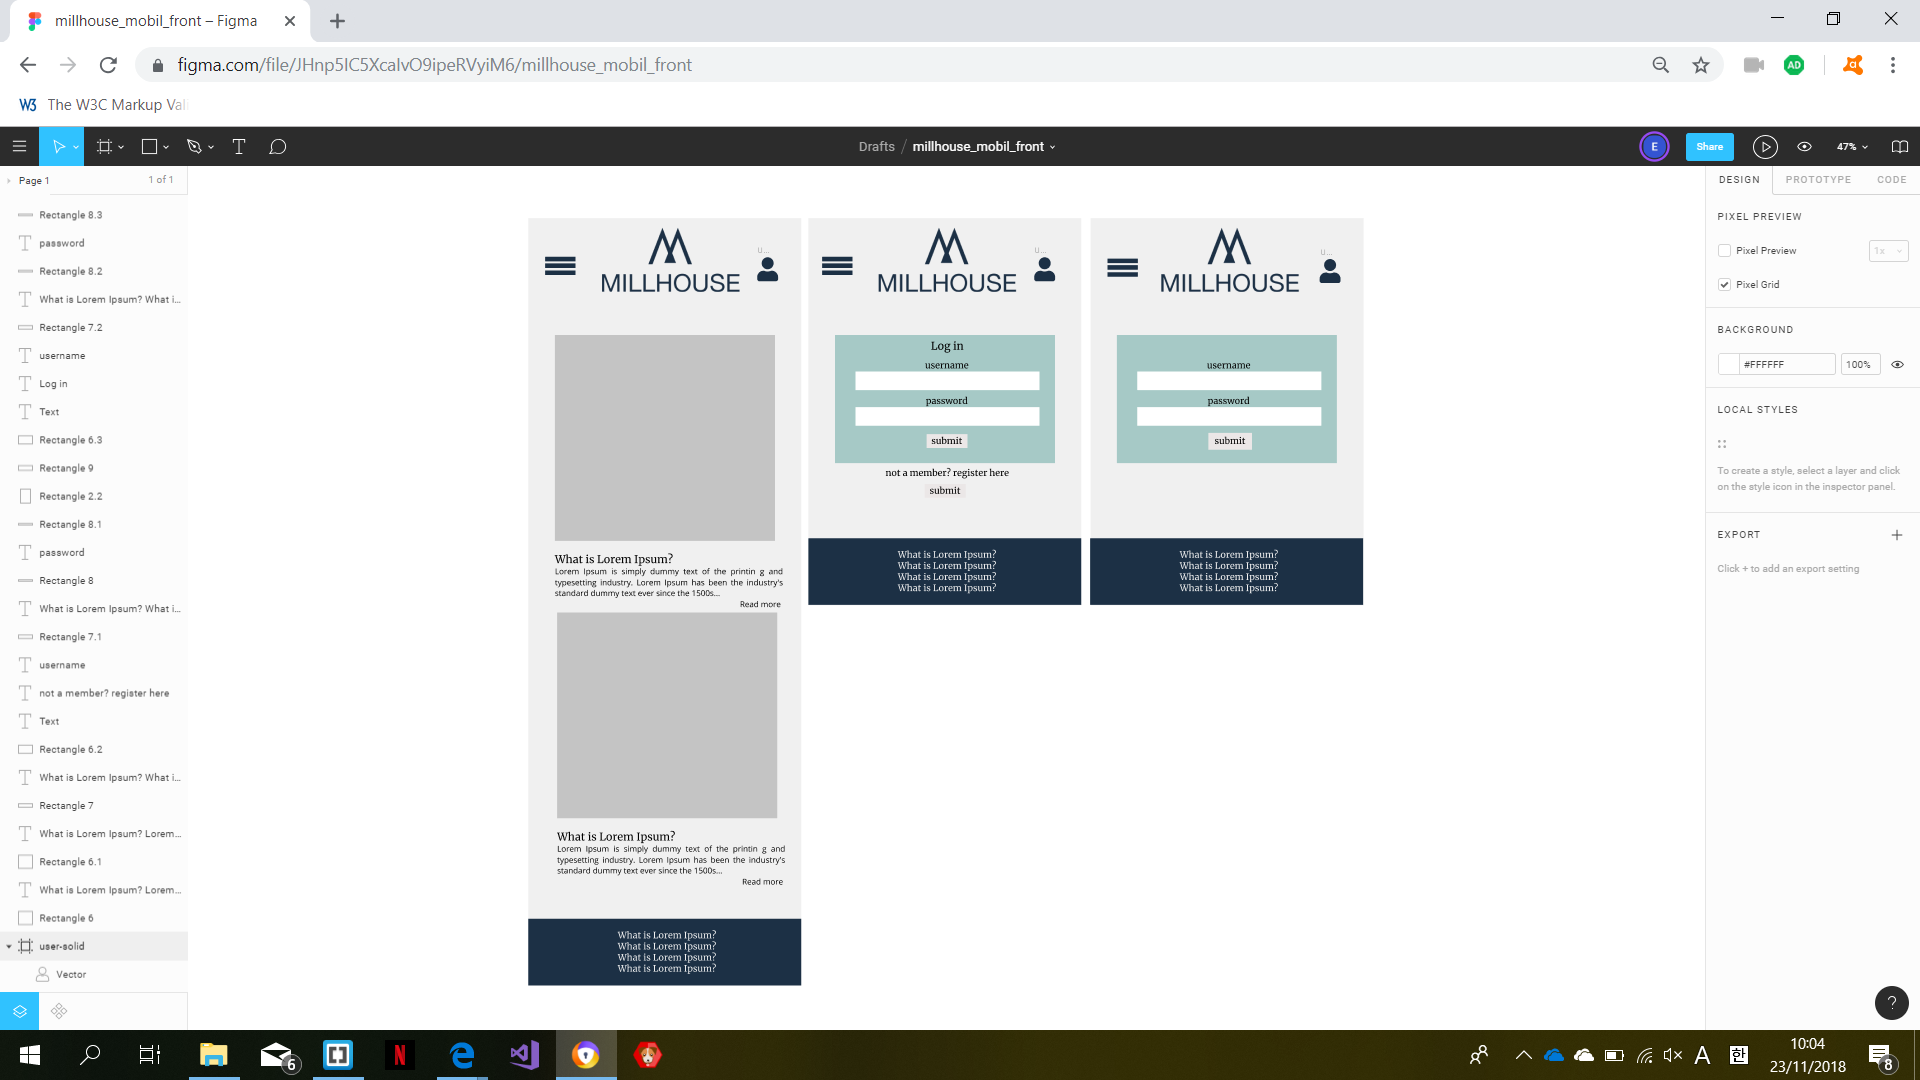 millhouse_mobil_front – Figma
figma.com/file/JHnp5IC5XcaIvO9ipeRVyiM6/millhouse_mobil_front
AD
W3 The W3C Markup Val
Drafts / millhouse_mobil_front
E
Share
47%
Page 1
1 of 1
Rectangle 8.3
password
Rectangle 8.2
What is Lorem Ipsum? What i...
Rectangle 7.2
username
Log in
Text
Rectangle 6.3
Rectangle 9
Rectangle 2.2
Rectangle 8.1
password
Rectangle 8
What is Lorem Ipsum? What i...
Rectangle 7.1
username
not a member? register here
Text
Rectangle 6.2
What is Lorem Ipsum? What i...
Rectangle 7
What is Lorem Ipsum? Lorem...
Rectangle 6.1
What is Lorem Ipsum? Lorem...
Rectangle 6
user-solid
Vector
U...
MILLHOUSE
What is Lorem Ipsum?
Lorem Ipsum is simply dummy text of the printin g and
typesetting industry. Lorem Ipsum has been the industry's
standard dummy text ever since the 1500s...
Read more
What is Lorem Ipsum?
Lorem Ipsum is simply dummy text of the printin g and
typesetting industry. Lorem Ipsum has been the industry's
standard dummy text ever since the 1500s...
Read more
What is Lorem Ipsum?
What is Lorem Ipsum?
What is Lorem Ipsum?
What is Lorem Ipsum?
U...
MILLHOUSE
Log in
username
password
submit
not a member? register here
submit
What is Lorem Ipsum?
What is Lorem Ipsum?
What is Lorem Ipsum?
What is Lorem Ipsum?
U...
MILLHOUSE
username
password
submit
What is Lorem Ipsum?
What is Lorem Ipsum?
What is Lorem Ipsum?
What is Lorem Ipsum?
DESIGN
PROTOTYPE
CODE
PIXEL PREVIEW
Pixel Preview
1x
Pixel Grid
BACKGROUND
#FFFFFF
100%
LOCAL STYLES
To create a style, select a layer and click
on the style icon in the inspector panel.
EXPORT
Click + to add an export setting
?
6
N
A
한
10:04
23/11/2018
8